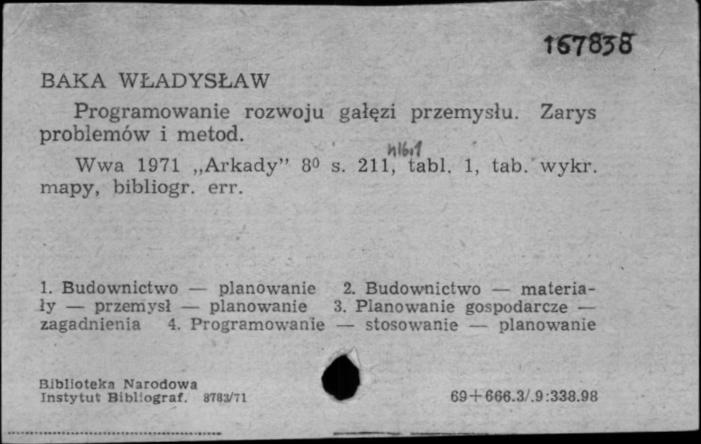 167838
BAKA WŁADYSŁAW
Programowanie rozwoju gałęzi przemysłu. Zarys
problemów i metod.
nlb.1
Wwa 1971 „Arkady” 8⁰ s. 211, tabl. 1, tab. wykr.
mapy, bibliogr. err.
1. Budownictwo — planowanie 2. Budownictwo — materia-
ły — przemysł — planowanie 3. Planowanie gospodarcze —
zagadnienia 4. Programowanie — stosowanie — planowanie
Biblioteka Narodowa
Instytut Bibliograf. 8783/71 69+666.3/.9:338.98